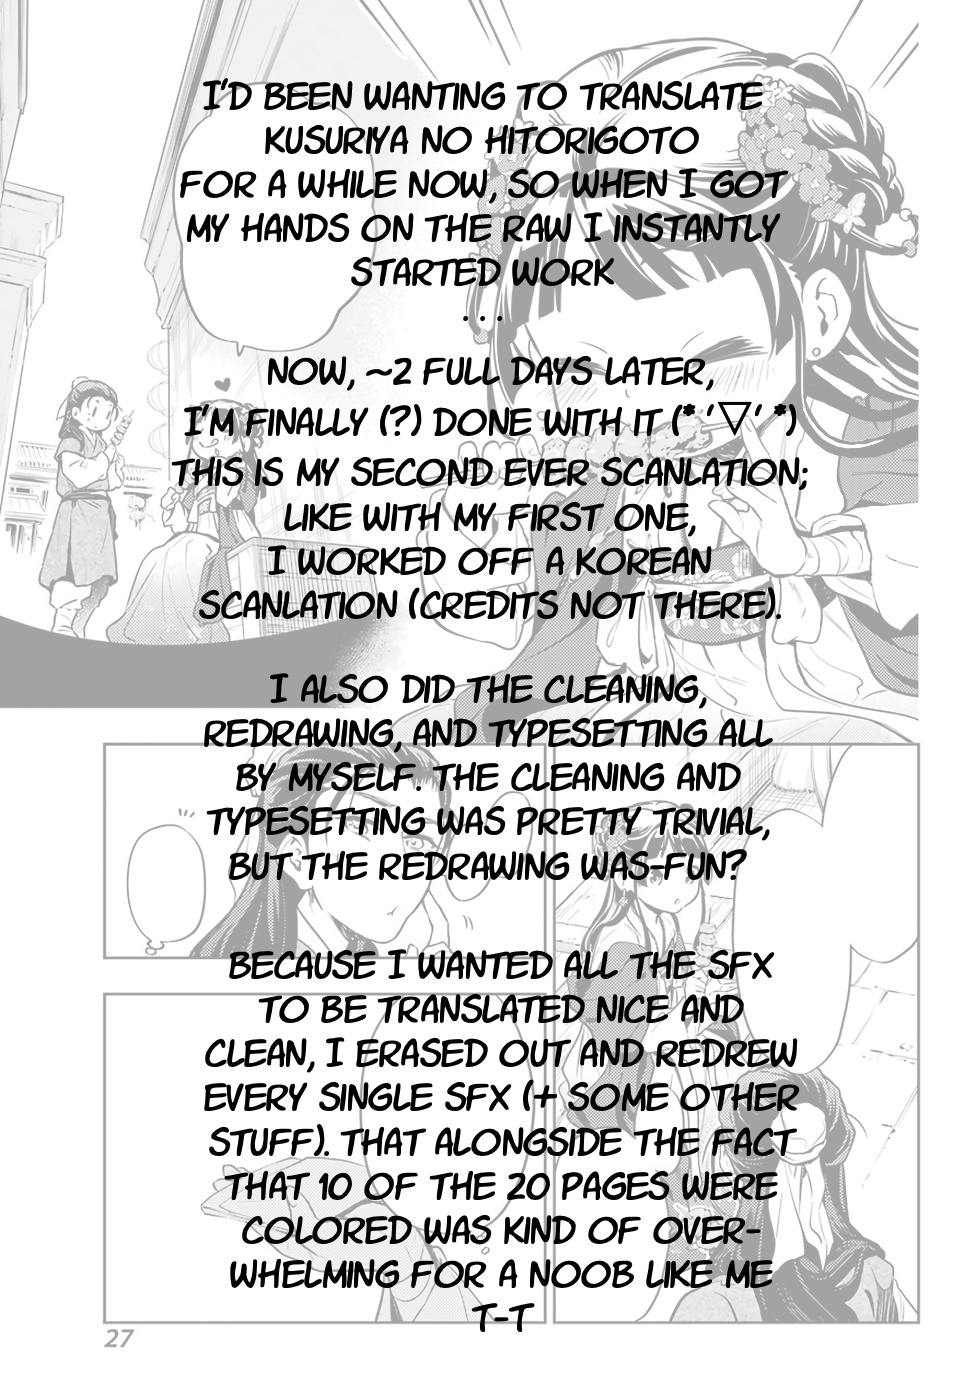 I'D BEEN WANTING TO TRANSLATE
KUSURIYA NO HITORIGOTO
FOR A WHILE NOW, SO WHEN I GOT
MY HANDS ON THE RAW I INSTANTLY
STARTED WORK
...
NOW, ~2 FULL DAYS LATER,
I'M FINALLY (?) DONE WITH IT (* '▽' *)
THIS IS MY SECOND EVER SCANLATION;
LIKE WITH MY FIRST ONE,
I WORKED OFF A KOREAN
SCANLATION (CREDITS NOT THERE).
I ALSO DID THE CLEANING,
REDRAWING, AND TYPESETTING ALL
BY MYSELF. THE CLEANING AND
TYPESETTING WAS PRETTY TRIVIAL,
BUT THE REDRAWING WAS-FUN?
BECAUSE I WANTED ALL THE SFX
TO BE TRANSLATED NICE AND
CLEAN, I ERASED OUT AND REDREW
EVERY SINGLE SFX (+ SOME OTHER
STUFF). THAT ALONGSIDE THE FACT
THAT 10 OF THE 20 PAGES WERE
COLORED WAS KIND OF OVER-
WHELMING FOR A NOOB LIKE ME
T-T
27